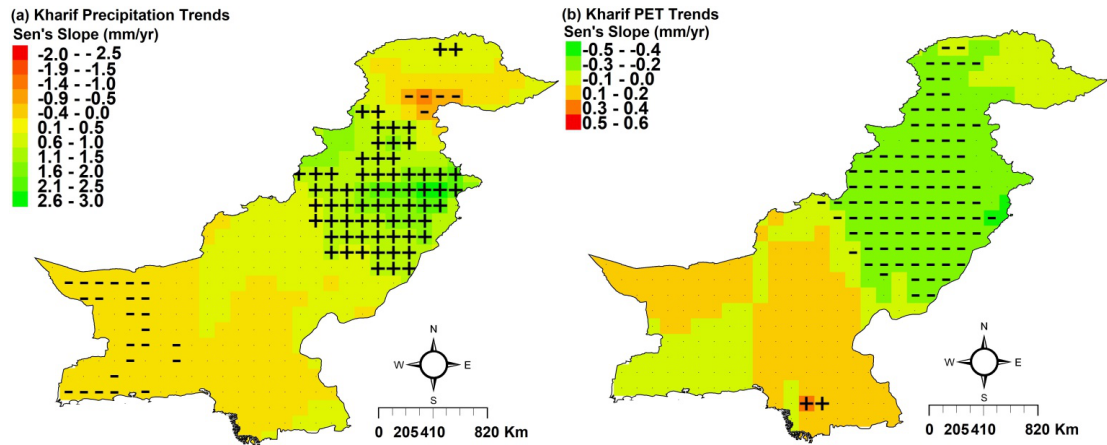 (a) Kharif Precipitation Trends
Sen's Slope (mm/yr)
-2.0 - -2.5
-1.9 - -1.5
-1.4 - -1.0
-0.9 - -0.5
-0.4 - 0.0
0.1 - 0.5
0.6 - 1.0
1.1 - 1.5
1.6 - 2.0
2.1 - 2.5
2.6 - 3.0
N
W E
S
0 205 410 820 Km
(b) Kharif PET Trends
Sen's Slope (mm/yr)
-0.5 - -0.4
-0.3 - -0.2
-0.1 - 0.0
0.1 - 0.2
0.3 - 0.4
0.5 - 0.6
N
W E
S
0 205 410 820 Km